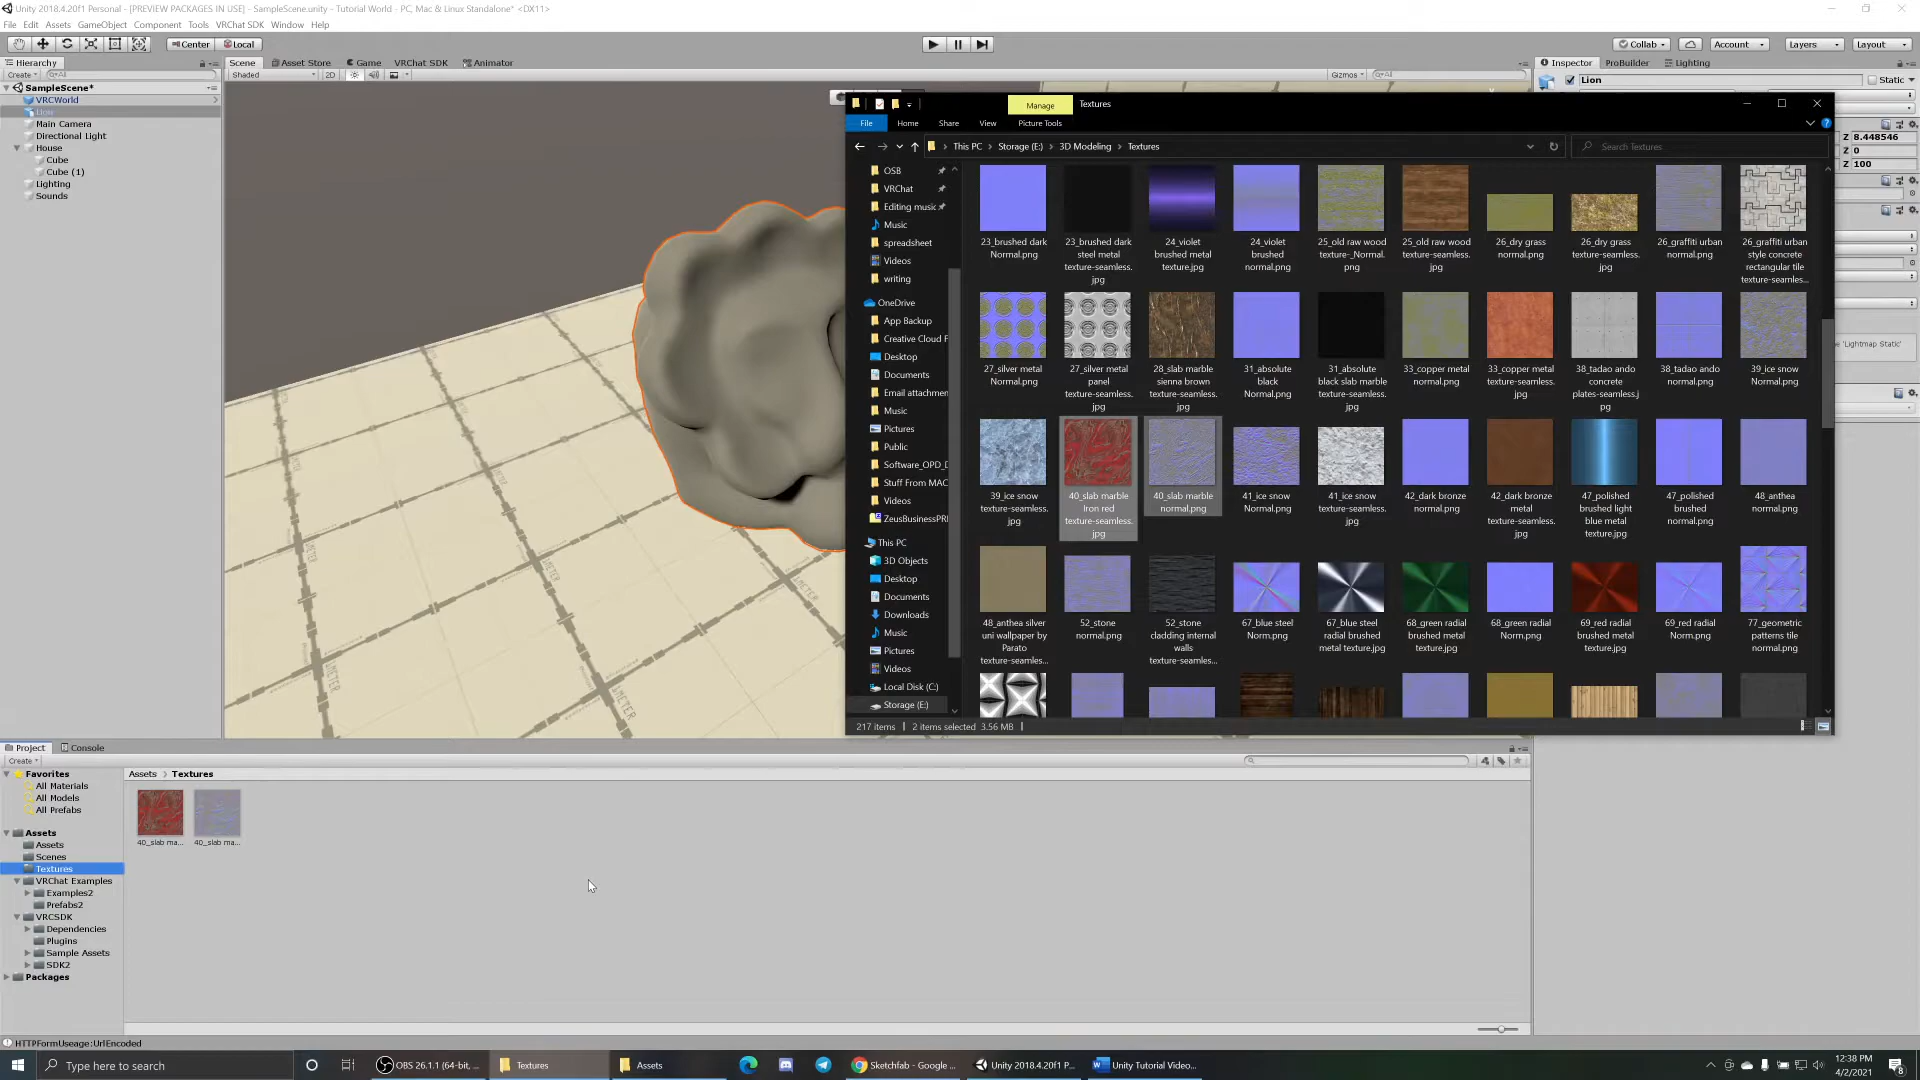 Unity 2018.4.20f1 Personal - [PREVIEW PACKAGES IN USE] - SampleScene.unity - Tutorial World - PC, Mac & Linux Standalone* <DX11>
File Edit Assets GameObject Component Tools VRChat SDK Window Help
Center Local
Collab Account Layers Layout
Hierarchy
Create All
SampleScene*
VRCWorld
Lion
Main Camera
Directional Light
House
Cube
Cube (1)
Lighting
Sounds
Scene Asset Store Game VRChat SDK Animator
Shaded 2D Gizmos All
Inspector ProBuilder Lighting
Lion Static
Z 8.448546
Z 0
Z 100
'Lightmap Static'
METER
METER
METER
METER
Manage Textures
File Home Share View Picture Tools
This PC Storage (E:) 3D Modeling Textures
Search Textures
OSB
VRChat
Editing music
Music
spreadsheet
Videos
writing
OneDrive
App Backup
Creative Cloud F
Desktop
Documents
Email attachmen
Music
Pictures
Public
Software_OPD_D
Stuff From MAC
Videos
ZeusBusinessPR
This PC
3D Objects
Desktop
Documents
Downloads
Music
Pictures
Videos
Local Disk (C:)
Storage (E:)
23_brushed dark Normal.png
23_brushed dark steel metal texture-seamless.jpg
24_violet brushed metal texture.jpg
24_violet brushed normal.png
25_old raw wood texture-_Normal.png
25_old raw wood texture-seamless.jpg
26_dry grass normal.png
26_dry grass texture-seamless.jpg
26_graffiti urban normal.png
26_graffiti urban style concrete rectangular tile texture-seamles...
27_silver metal Normal.png
27_silver metal panel texture-seamless.jpg
28_slab marble sienna brown texture-seamless.jpg
31_absolute black Normal.png
31_absolute black slab marble texture-seamless.jpg
33_copper metal normal.png
33_copper metal texture-seamless.jpg
38_tadao ando concrete plates-seamless.jpg
38_tadao ando normal.png
39_ice snow Normal.png
39_ice snow texture-seamless.jpg
40_slab marble Iron red texture-seamless.jpg
40_slab marble normal.png
41_ice snow Normal.png
41_ice snow texture-seamless.jpg
42_dark bronze normal.png
42_dark bronze metal texture-seamless.jpg
47_polished brushed light blue metal texture.jpg
47_polished brushed normal.png
48_anthea normal.png
48_anthea silver uni wallpaper by Parato texture-seamles...
52_stone normal.png
52_stone cladding internal walls texture-seamles...
67_blue steel Norm.png
67_blue steel radial brushed metal texture.jpg
68_green radial brushed metal texture.jpg
68_green radial Norm.png
69_red radial brushed metal texture.jpg
69_red radial Norm.png
77_geometric patterns tile normal.png
217 items 2 items selected 3.56 MB
Project Console
Create
Favorites
All Materials
All Models
All Prefabs
Assets
Assets
Scenes
Textures
VRChat Examples
Examples2
Prefabs2
VRCSDK
Dependencies
Plugins
Sample Assets
SDK2
Packages
Assets Textures
40_slab ma... 40_slab ma...
HTTPFormUseage:UrlEncoded
Type here to search
OBS 26.1.1 (64-bit, ... Textures Assets Sketchfab - Google ... Unity 2018.4.20f1 P... Unity Tutorial Video...
12:38 PM
4/2/2021
8